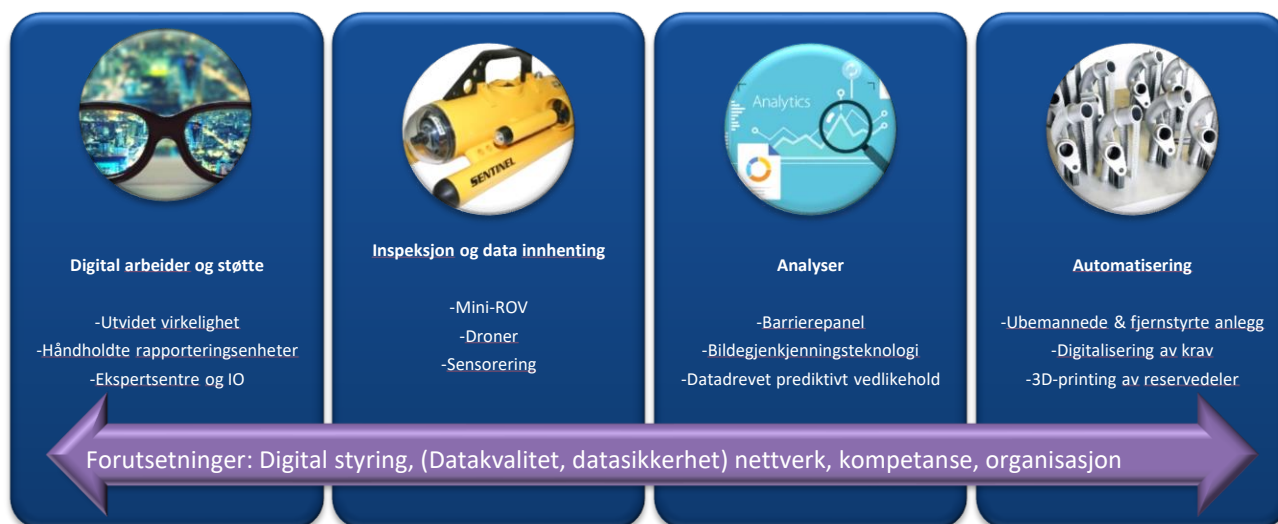 SENTINEL
Analytics
Digital arbeider og støtte
-Utvidet virkelighet
-Håndholdte rapporteringsenheter
-Ekspertsentre og IO
Inspeksjon og data innhenting
-Mini-ROV
-Droner
-Sensorering
Analyser
-Barrierepanel
-Bildegjenkjenningsteknologi
-Datadrevet prediktivt vedlikehold
Automatisering
-Ubemannede & fjernstyrte anlegg
-Digitalisering av krav
-3D-printing av reservedeler
Forutsetninger: Digital styring, (Datakvalitet, datasikkerhet) nettverk, kompetanse, organisasjon